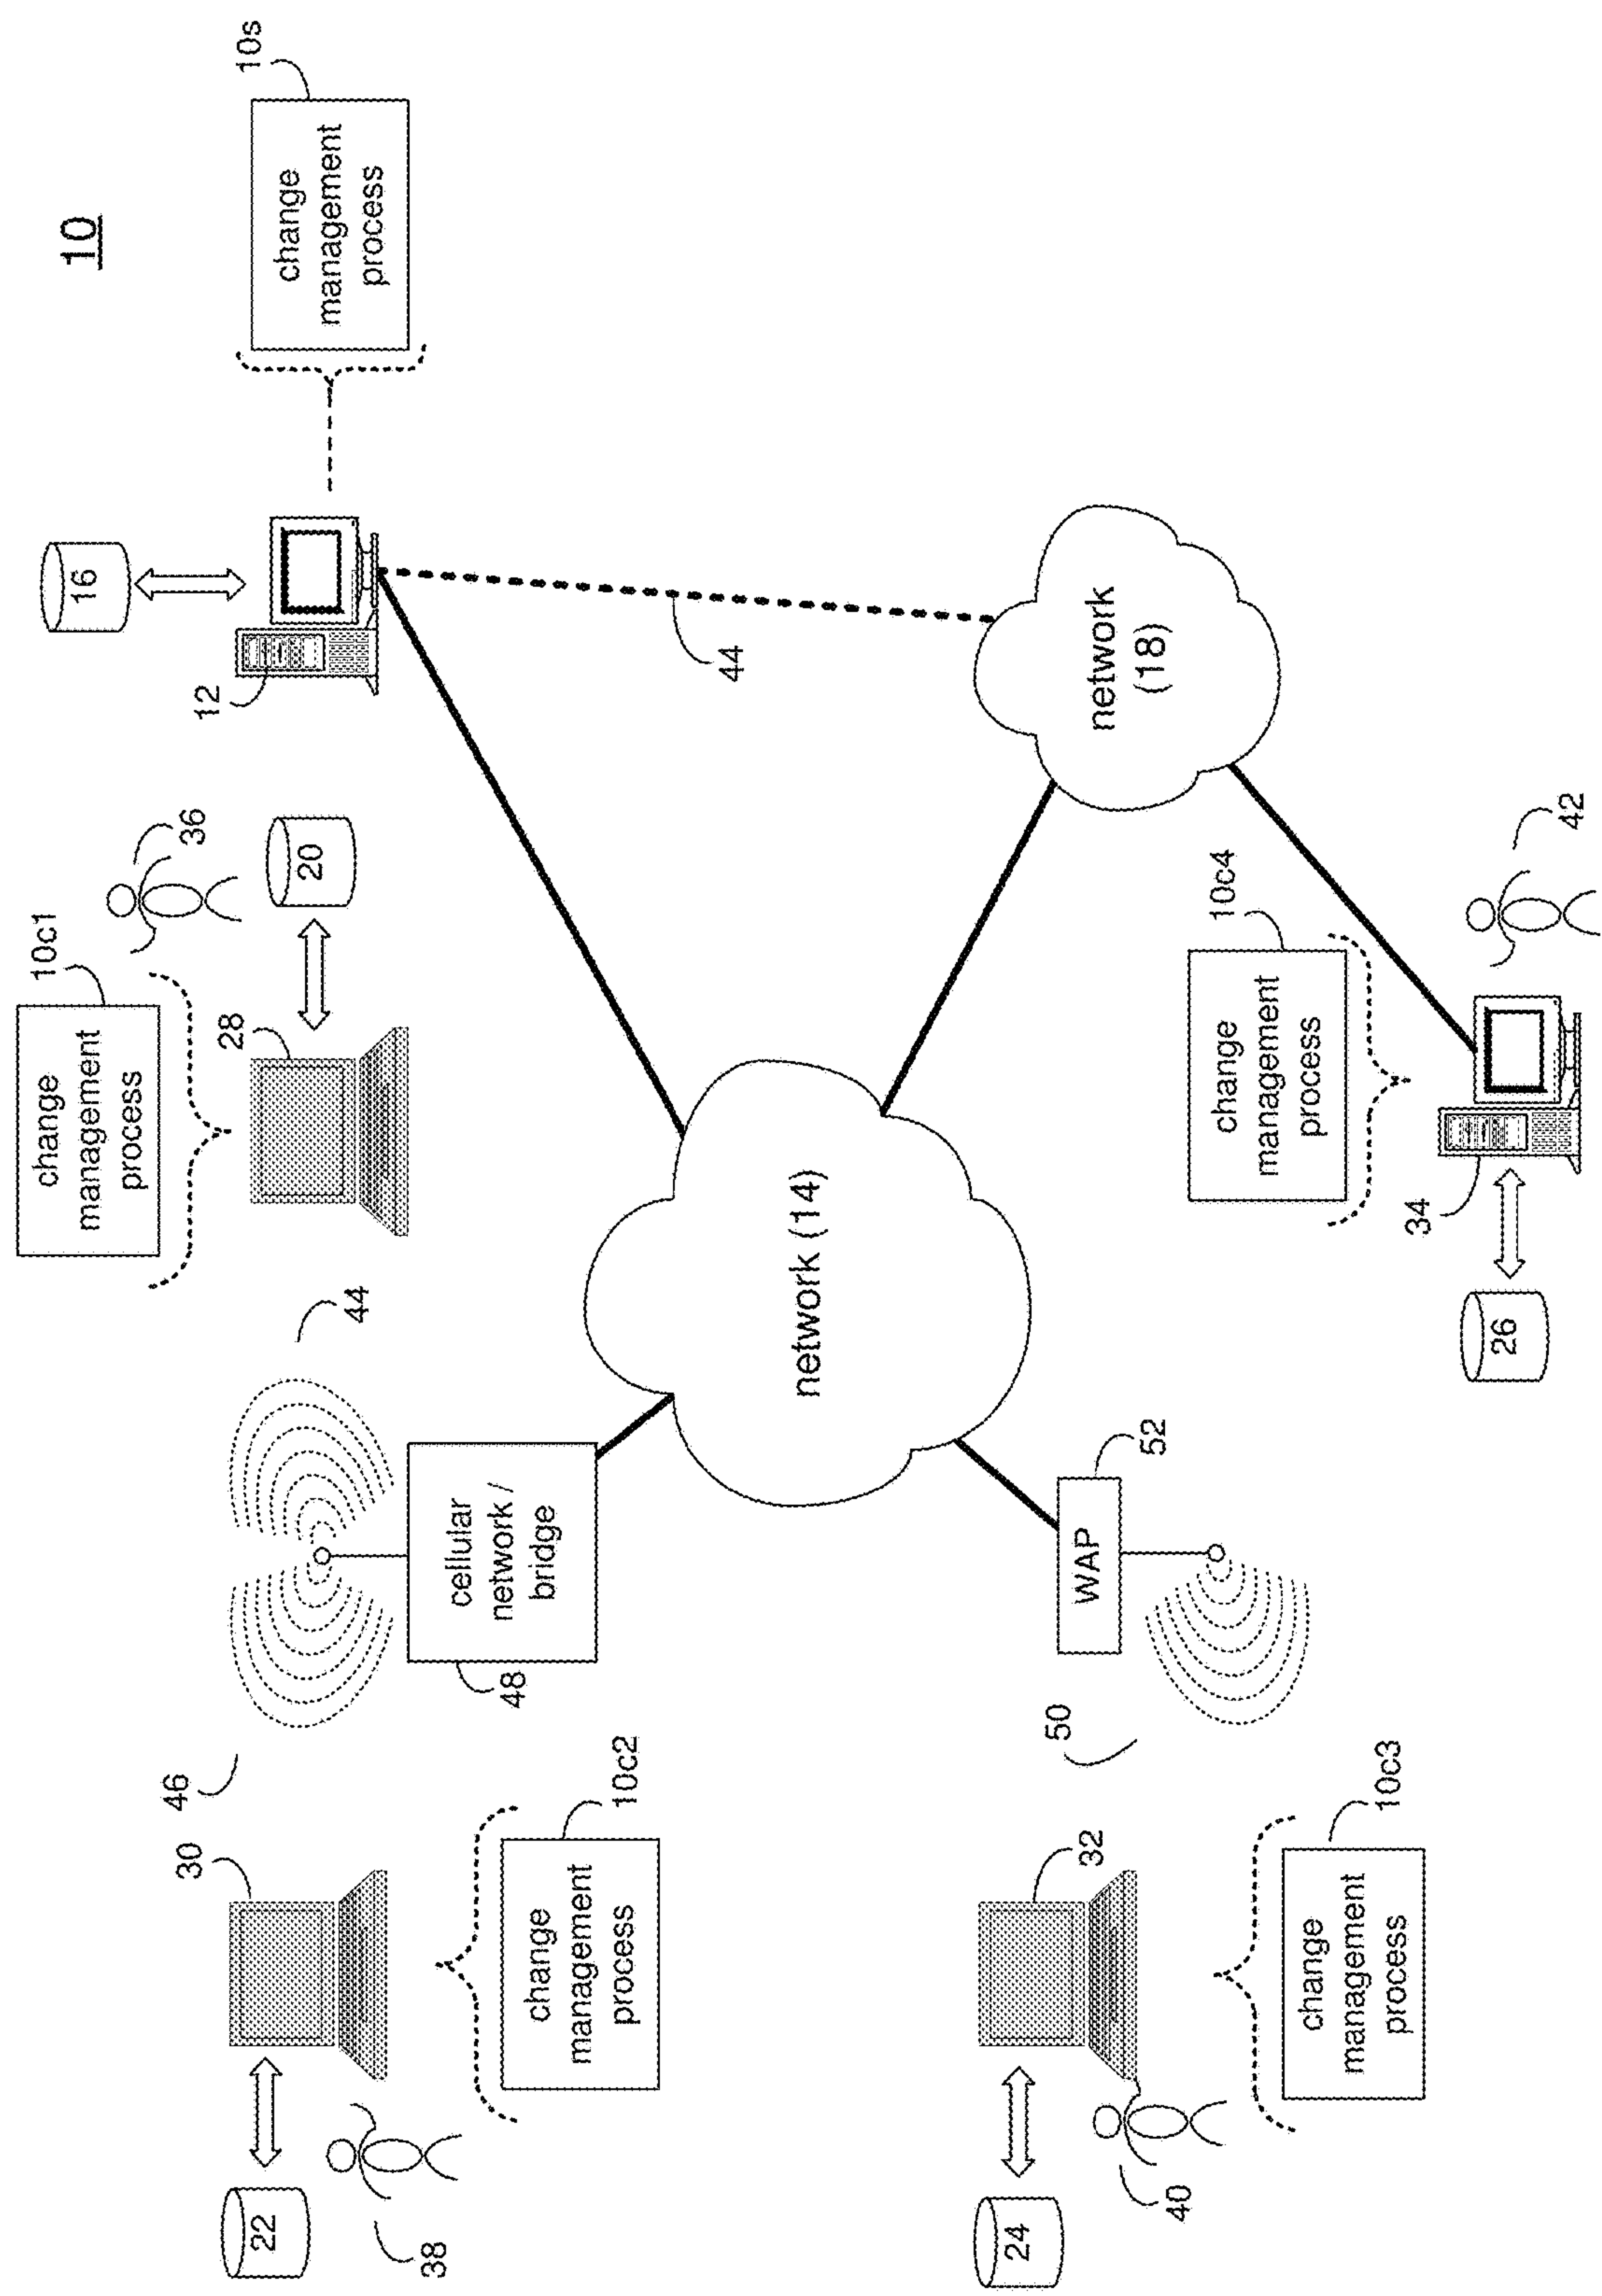 10
10c1
change
management
process
16
46
30
36
12
28
10s
22
change
management
process
20
44
38
cellular
network /
bridge
48
change
management
process
10c2
44
network (14)
24
50
WAP
32
network
(18)
52
40
10c4
change
management
process
change
management
process
10c3
34
26
42